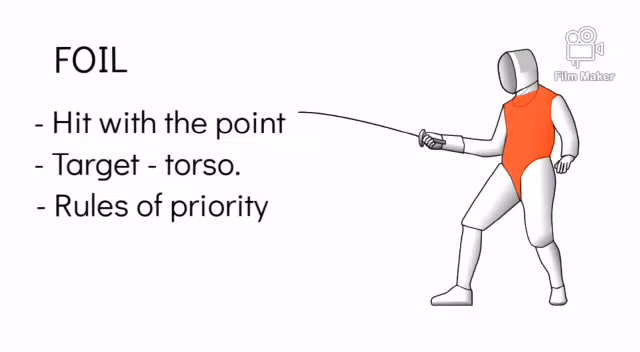 FOIL
- Hit with the point
- Target - torso.
- Rules of priority
Film Maker